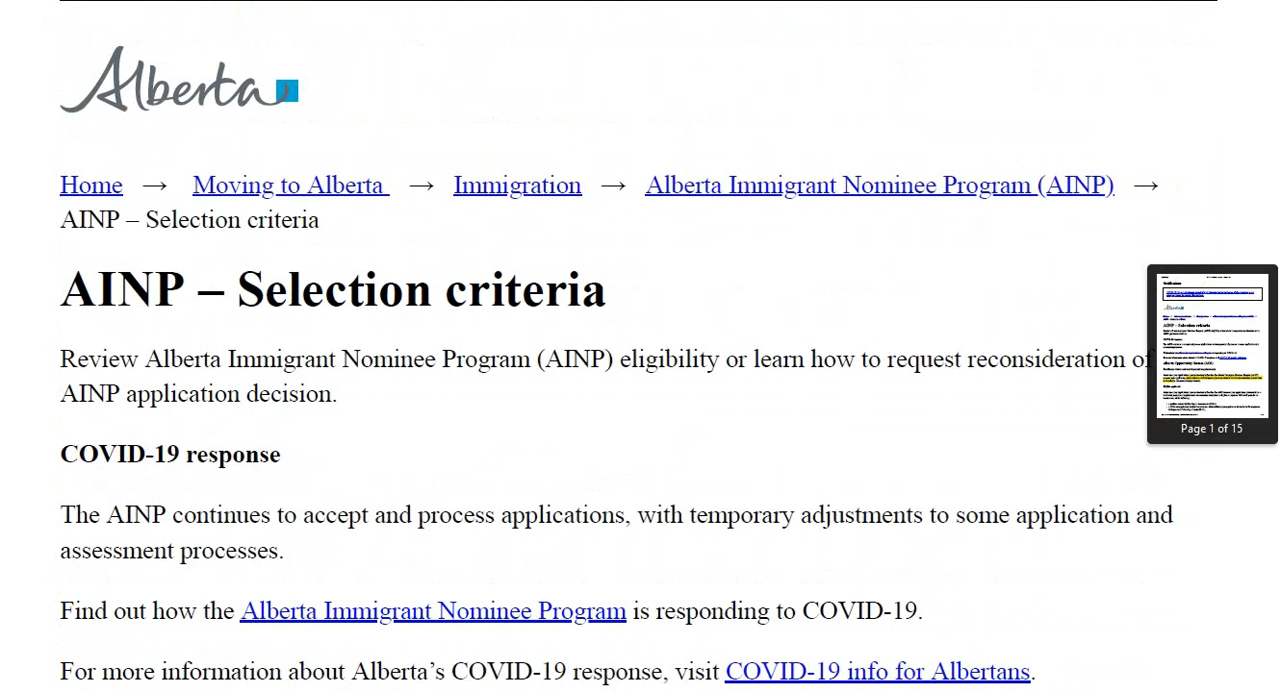 Alberta
Home → Moving to Alberta → Immigration → Alberta Immigrant Nominee Program (AINP) →
AINP – Selection criteria
AINP – Selection criteria
Review Alberta Immigrant Nominee Program (AINP) eligibility or learn how to request reconsideration of
AINP application decision.
COVID-19 response
The AINP continues to accept and process applications, with temporary adjustments to some application and
assessment processes.
Find out how the Alberta Immigrant Nominee Program is responding to COVID-19.
For more information about Alberta’s COVID-19 response, visit COVID-19 info for Albertans.
Page 1 of 15